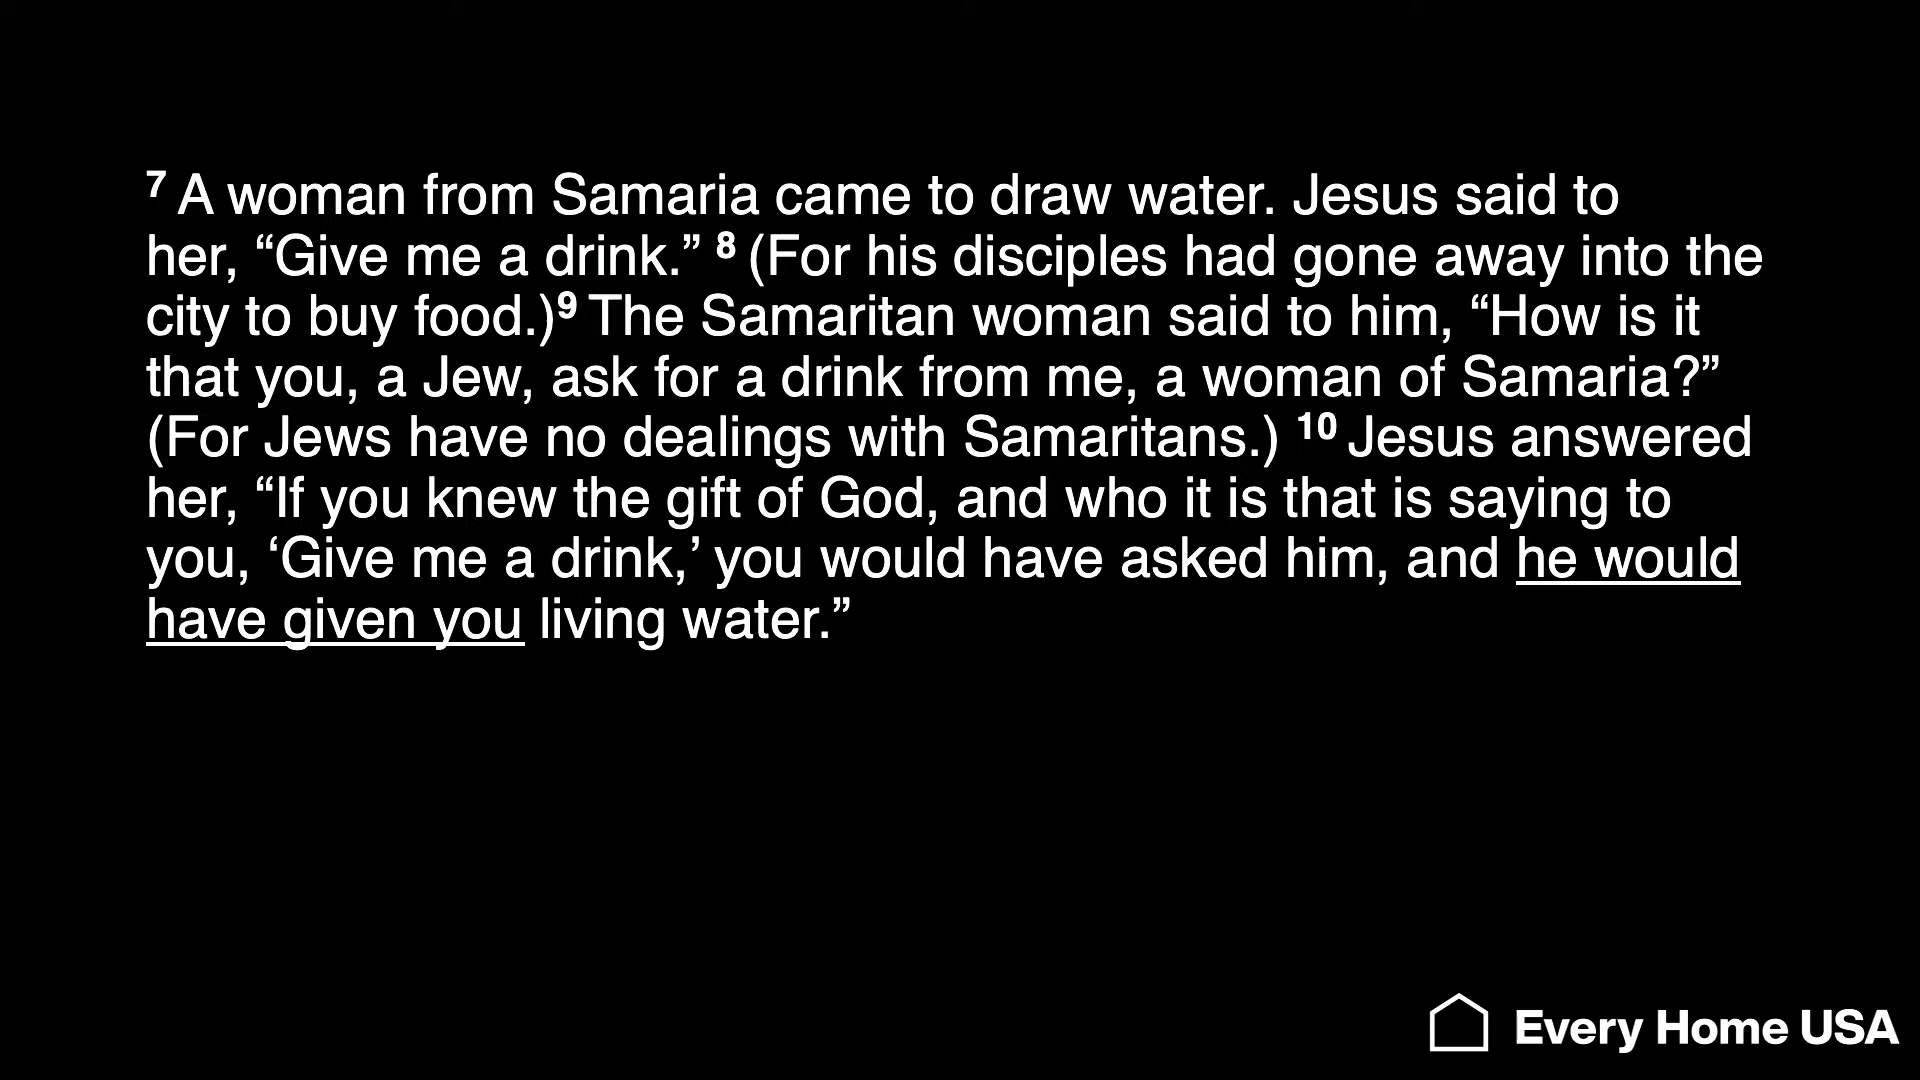 7 A woman from Samaria came to draw water. Jesus said to
her, “Give me a drink.” 8 (For his disciples had gone away into the
city to buy food.)9 The Samaritan woman said to him, “How is it
that you, a Jew, ask for a drink from me, a woman of Samaria?”
(For Jews have no dealings with Samaritans.) 10 Jesus answered
her, “If you knew the gift of God, and who it is that is saying to
you, ‘Give me a drink,’ you would have asked him, and he would
have given you living water.”
Every Home USA